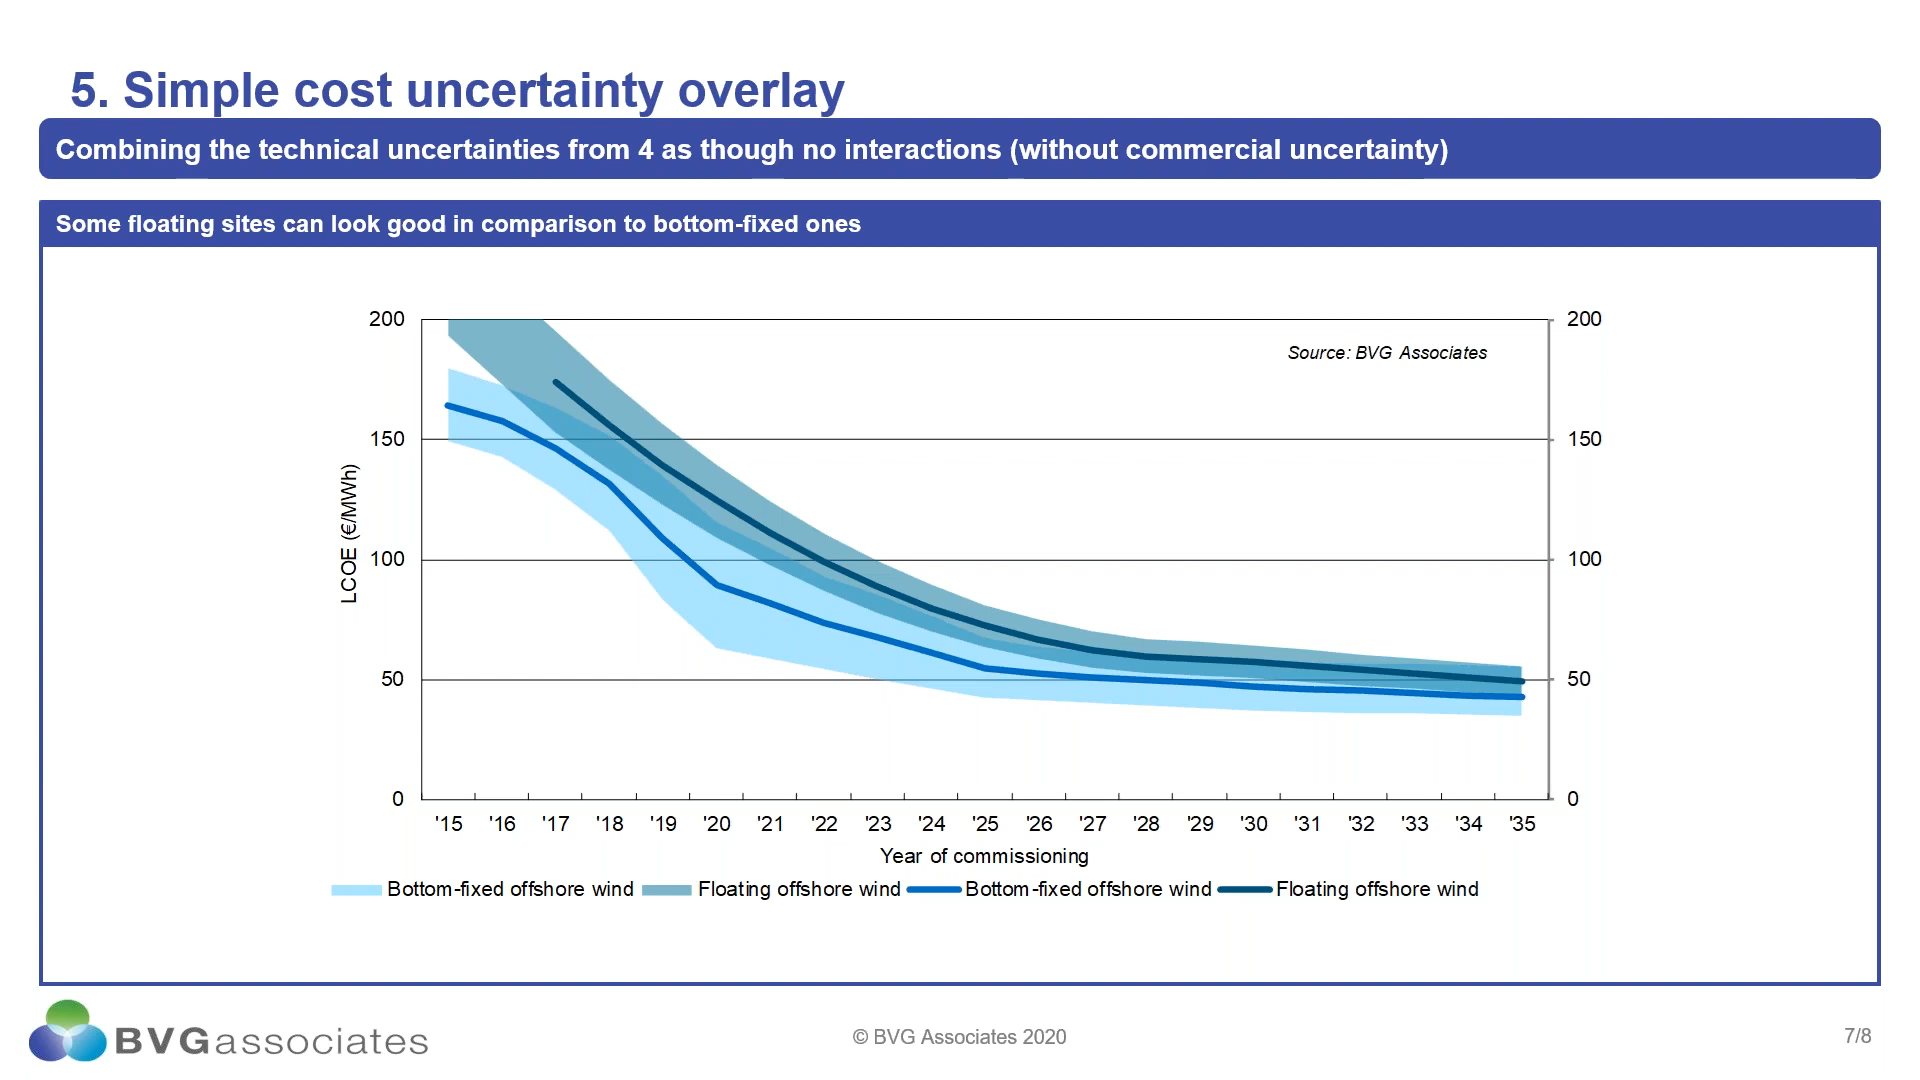 5. Simple cost uncertainty overlay
Combining the technical uncertainties from 4 as though no interactions (without commercial uncertainty)
Some floating sites can look good in comparison to bottom-fixed ones
200
200
Source: BVG Associates
150
150
LCOE (€/MWh)
100
100
50
50
0
0
'15 '16 '17 '18 '19 '20 '21 '22 '23 '24 '25 '26 '27 '28 '29 '30 '31 '32 '33 '34 '35
Year of commissioning
Bottom-fixed offshore wind Floating offshore wind Bottom-fixed offshore wind Floating offshore wind
BVGassociates
© BVG Associates 2020
7/8